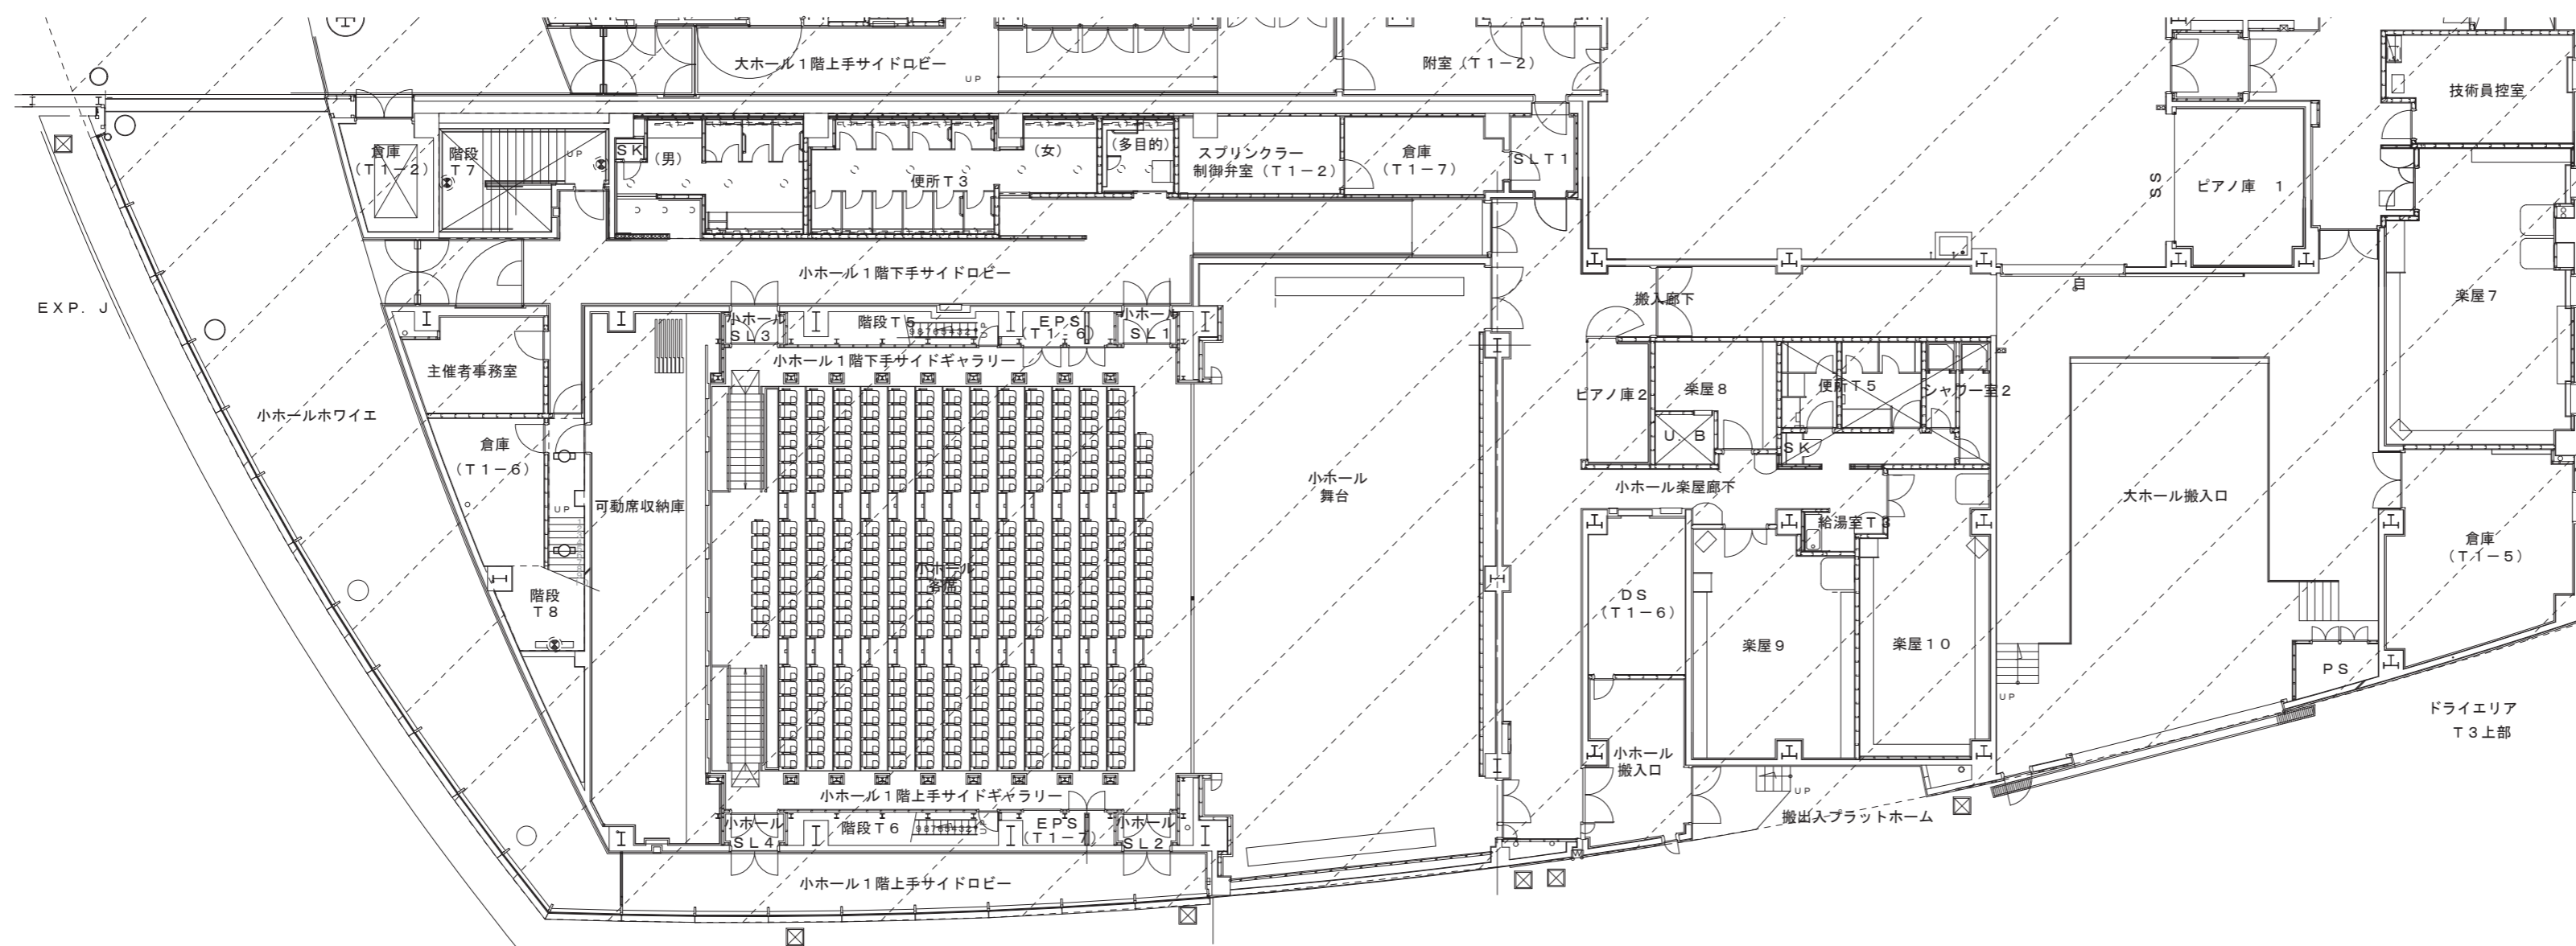 大ホール１階上手サイドロビー
UP
附室（Ｔ１－２）
技術員控室
倉庫
（Ｔ１－２）
階段
Ｔ７
UP
ＳＫ
（男）
便所Ｔ３
（女）
（多目的）
スプリンクラー
制御弁室（Ｔ１－２）
倉庫
（Ｔ１－７）
ＳＬＴ１
ＳＳ
ピアノ庫　１
小ホール１階下手サイドロビー
搬入廊下
自
楽屋７
ＥＸＰ．Ｊ
小ホール
ＳＬ３
階段Ｔ５
UP
ＥＰＳ
（Ｔ１－６）
小ホール
ＳＬ１
小ホール１階下手サイドギャラリー
主催者事務室
小ホールホワイエ
ピアノ庫２
楽屋８
便所Ｔ５
シャワー室２
Ｕ．Ｂ
ＳＫ
倉庫
（Ｔ１－６）
UP
可動席収納庫
小ホール
舞台
小ホール楽屋廊下
給湯室Ｔ３
大ホール搬入口
倉庫
（Ｔ１－５）
小ホール
客席
階段
Ｔ８
ＤＳ
（Ｔ１－６）
楽屋９
楽屋１０
UP
ＰＳ
ドライエリア
Ｔ３上部
小ホール
搬入口
UP
搬出入プラットホーム
小ホール１階上手サイドギャラリー
小ホール
ＳＬ４
階段Ｔ６
UP
ＥＰＳ
（Ｔ１－７）
小ホール
ＳＬ２
小ホール１階上手サイドロビー